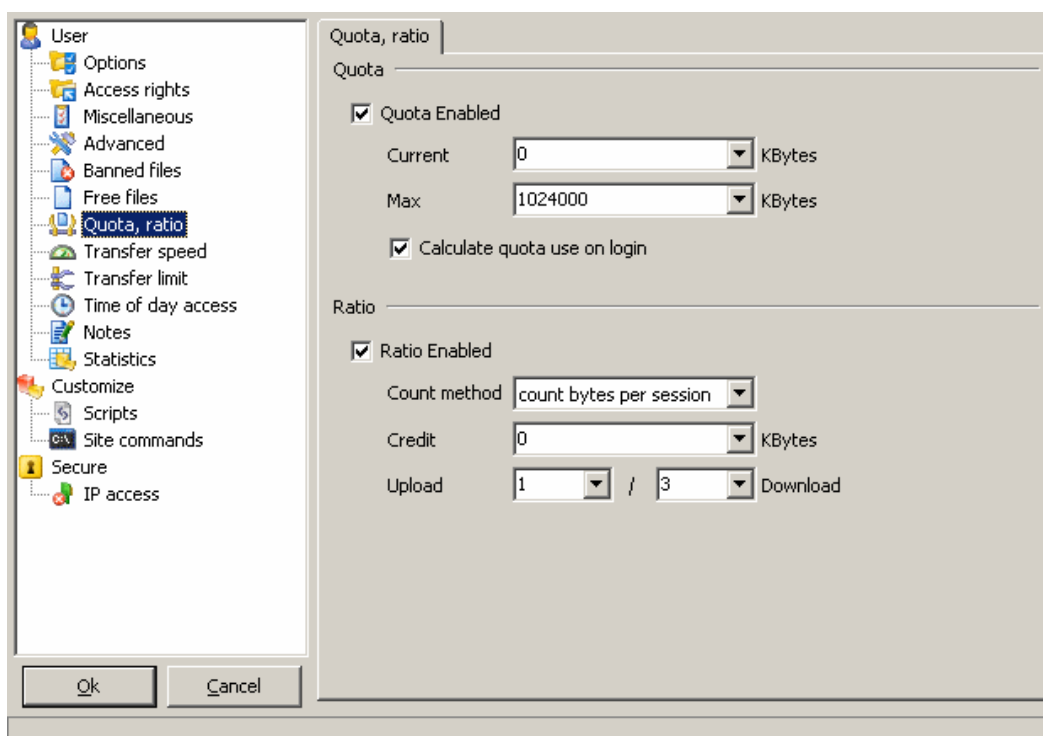 User
Options
Access rights
Miscellaneous
Advanced
Banned files
Free files
Quota, ratio
Transfer speed
Transfer limit
Time of day access
Notes
Statistics
Customize
Scripts
Site commands
Secure
IP access
Ok Cancel
Quota, ratio
Quota
Quota Enabled
Current 0 KBytes
Max 1024000 KBytes
Calculate quota use on login
Ratio
Ratio Enabled
Count method count bytes per session
Credit 0 KBytes
Upload 1 / 3 Download